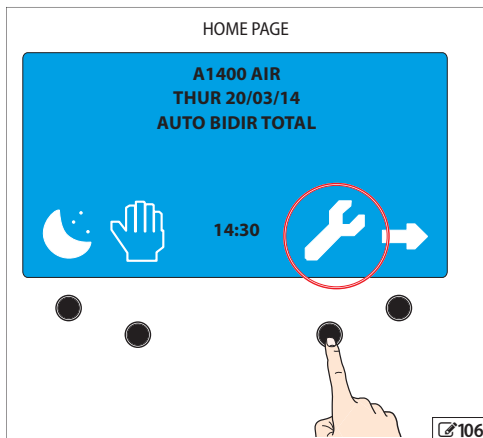 HOME PAGE
A1400 AIR
THUR 20/03/14
AUTO BIDIR TOTAL
14:30
106